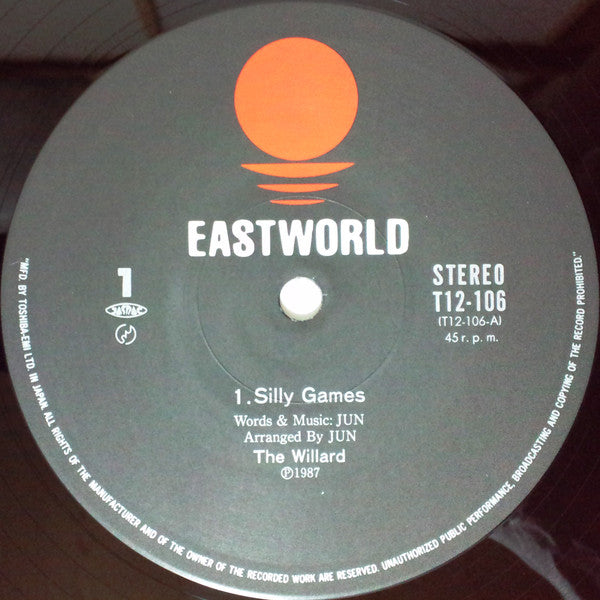 EASTWORLD
1
JASRAC
STEREO
T12-106
(T12-106-A)
45 r. p. m.
1. Silly Games
Words & Music: JUN
Arranged By JUN
The Willard
Ⓟ1987
"MFD. BY TOSHIBA-EMI LTD. IN JAPAN. ALL RIGHTS OF THE MANUFACTURER AND OF THE OWNER OF THE RECORDED WORK ARE RESERVED. UNAUTHORIZED PUBLIC PERFORMANCE, BROADCASTING AND COPYING OF THE RECORD PROHIBITED."